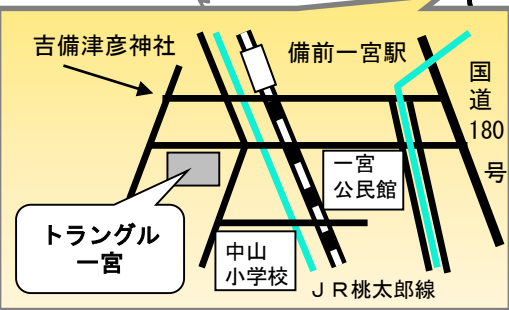 吉備津彦神社
備前一宮駅
国
道
180
号
一宮
公民館
トラングル
一宮
中山
小学校
ＪＲ桃太郎線